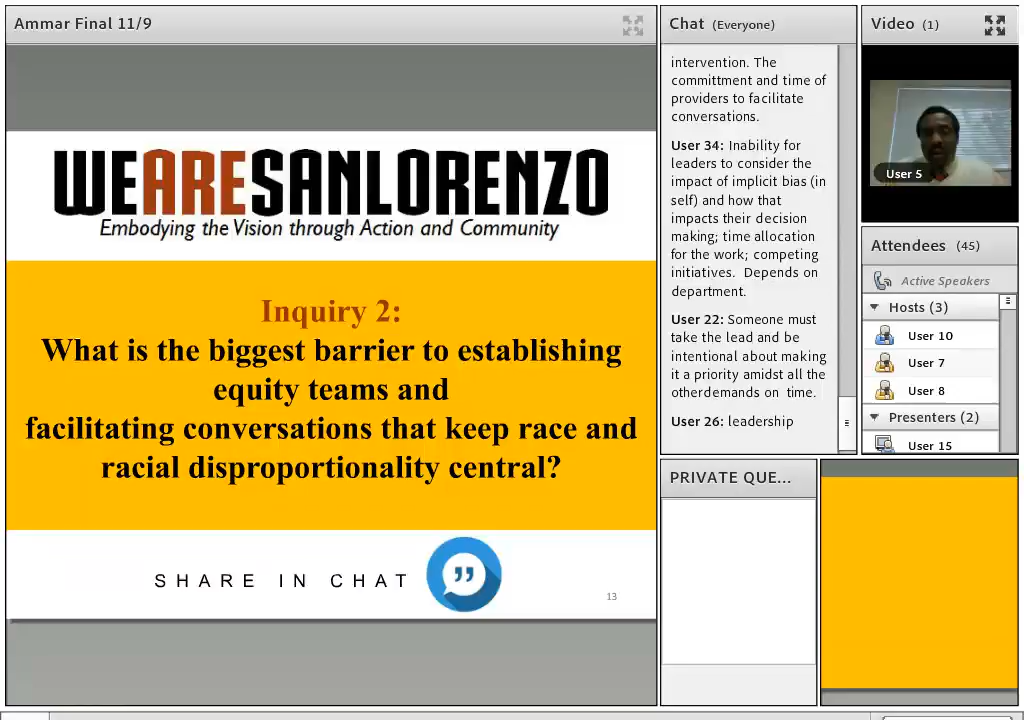 Ammar Final 11/9
WEARESANLORENZO
Embodying the Vision through Action and Community
Inquiry 2:
What is the biggest barrier to establishing
equity teams and
facilitating conversations that keep race and
racial disproportionality central?
SHARE IN CHAT
13
Chat (Everyone)
intervention. The
committment and time of
providers to facilitate
conversations.
User 34: Inability for
leaders to consider the
impact of implicit bias (in
self) and how that
impacts their decision
making; time allocation
for the work; competing
initiatives. Depends on
department.
User 22: Someone must
take the lead and be
intentional about making
it a priority amidst all the
otherdemands on time.
User 26: leadership
Video (1)
User 5
Attendees (45)
Active Speakers
Hosts (3)
User 10
User 7
User 8
Presenters (2)
User 15
PRIVATE QUE...